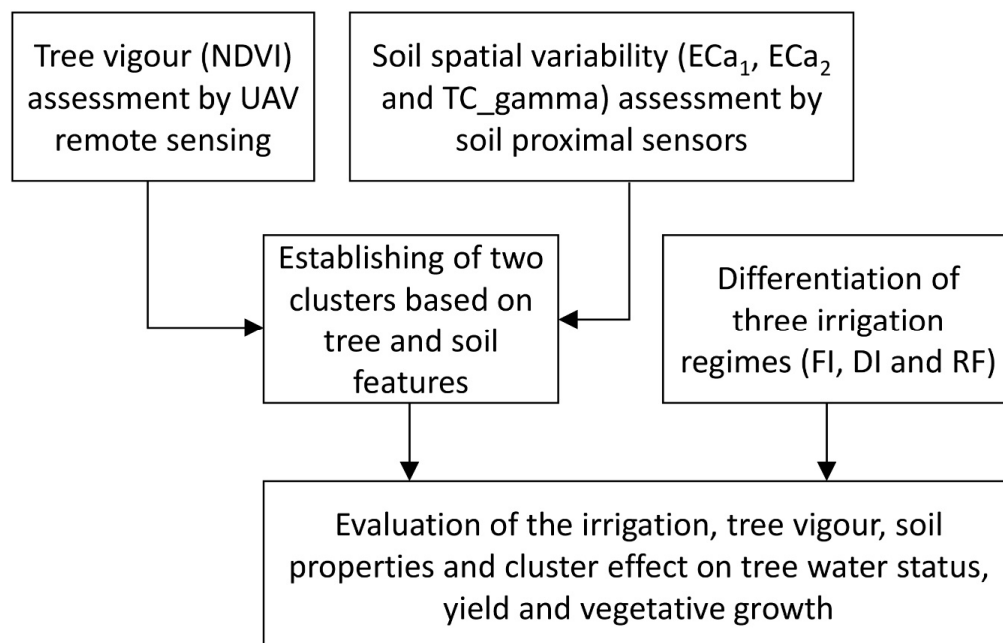 Tree vigour (NDVI)
assessment by UAV
remote sensing
Soil spatial variability (ECa₁, ECa₂
and TC_gamma) assessment by
soil proximal sensors
Establishing of two
clusters based on
tree and soil
features
Differentiation of
three irrigation
regimes (FI, DI and RF)
Evaluation of the irrigation, tree vigour, soil
properties and cluster effect on tree water status,
yield and vegetative growth